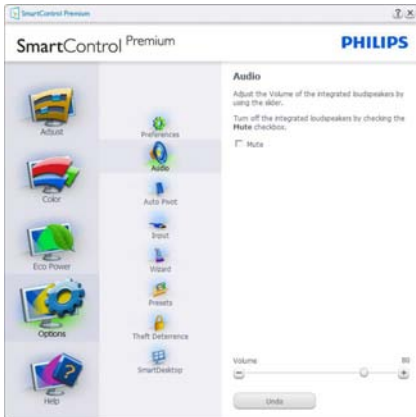 SmartControl Premium
SmartControl Premium
PHILIPS
Adjust
Color
Eco Power
Options
Help
Preferences
Audio
Auto Pivot
Input
Wizard
Presets
Theft Deterrence
SmartDesktop
Audio
Adjust the Volume of the integrated loudspeakers by
using the slider.
Turn off the integrated loudspeakers by checking the
Mute checkbox.
Mute
Volume 80
Undo